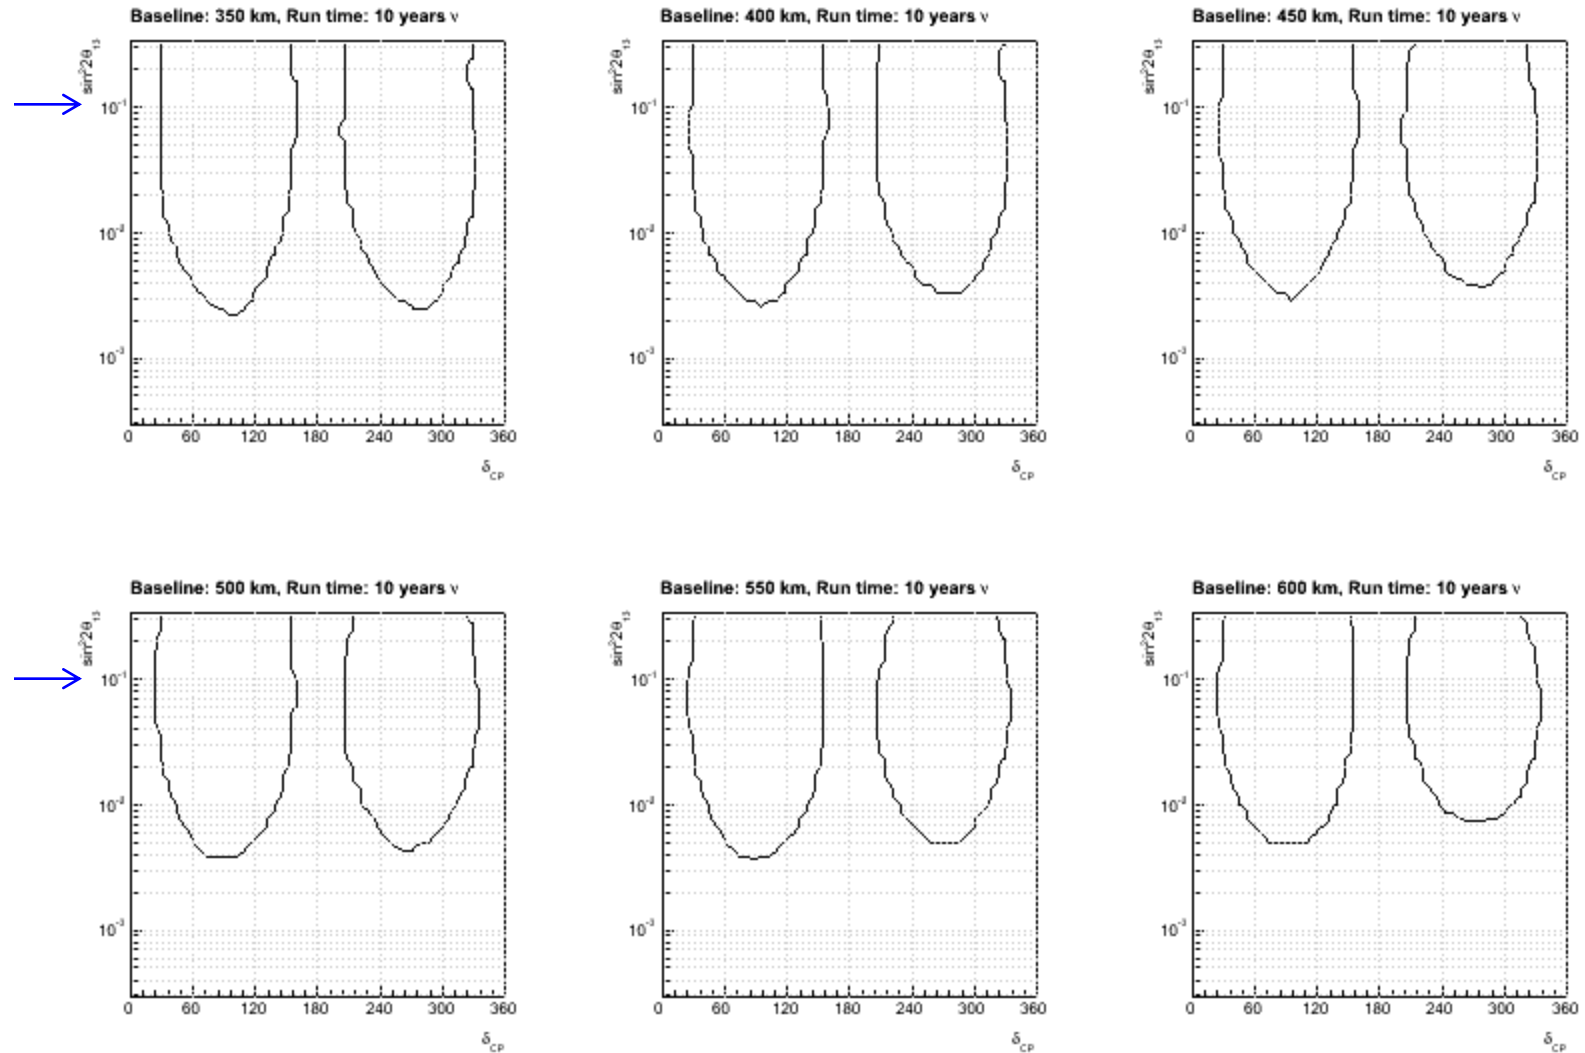 Baseline: 350 km, Run time: 10 years ν
sin²2θ₁₃
10⁻¹
10⁻²
10⁻³
0 60 120 180 240 300 360
δ_CP
Baseline: 400 km, Run time: 10 years ν
sin²2θ₁₃
10⁻¹
10⁻²
10⁻³
0 60 120 180 240 300 360
δ_CP
Baseline: 450 km, Run time: 10 years ν
sin²2θ₁₃
10⁻¹
10⁻²
10⁻³
0 60 120 180 240 300 360
δ_CP
Baseline: 500 km, Run time: 10 years ν
sin²2θ₁₃
10⁻¹
10⁻²
10⁻³
0 60 120 180 240 300 360
δ_CP
Baseline: 550 km, Run time: 10 years ν
sin²2θ₁₃
10⁻¹
10⁻²
10⁻³
0 60 120 180 240 300 360
δ_CP
Baseline: 600 km, Run time: 10 years ν
sin²2θ₁₃
10⁻¹
10⁻²
10⁻³
0 60 120 180 240 300 360
δ_CP